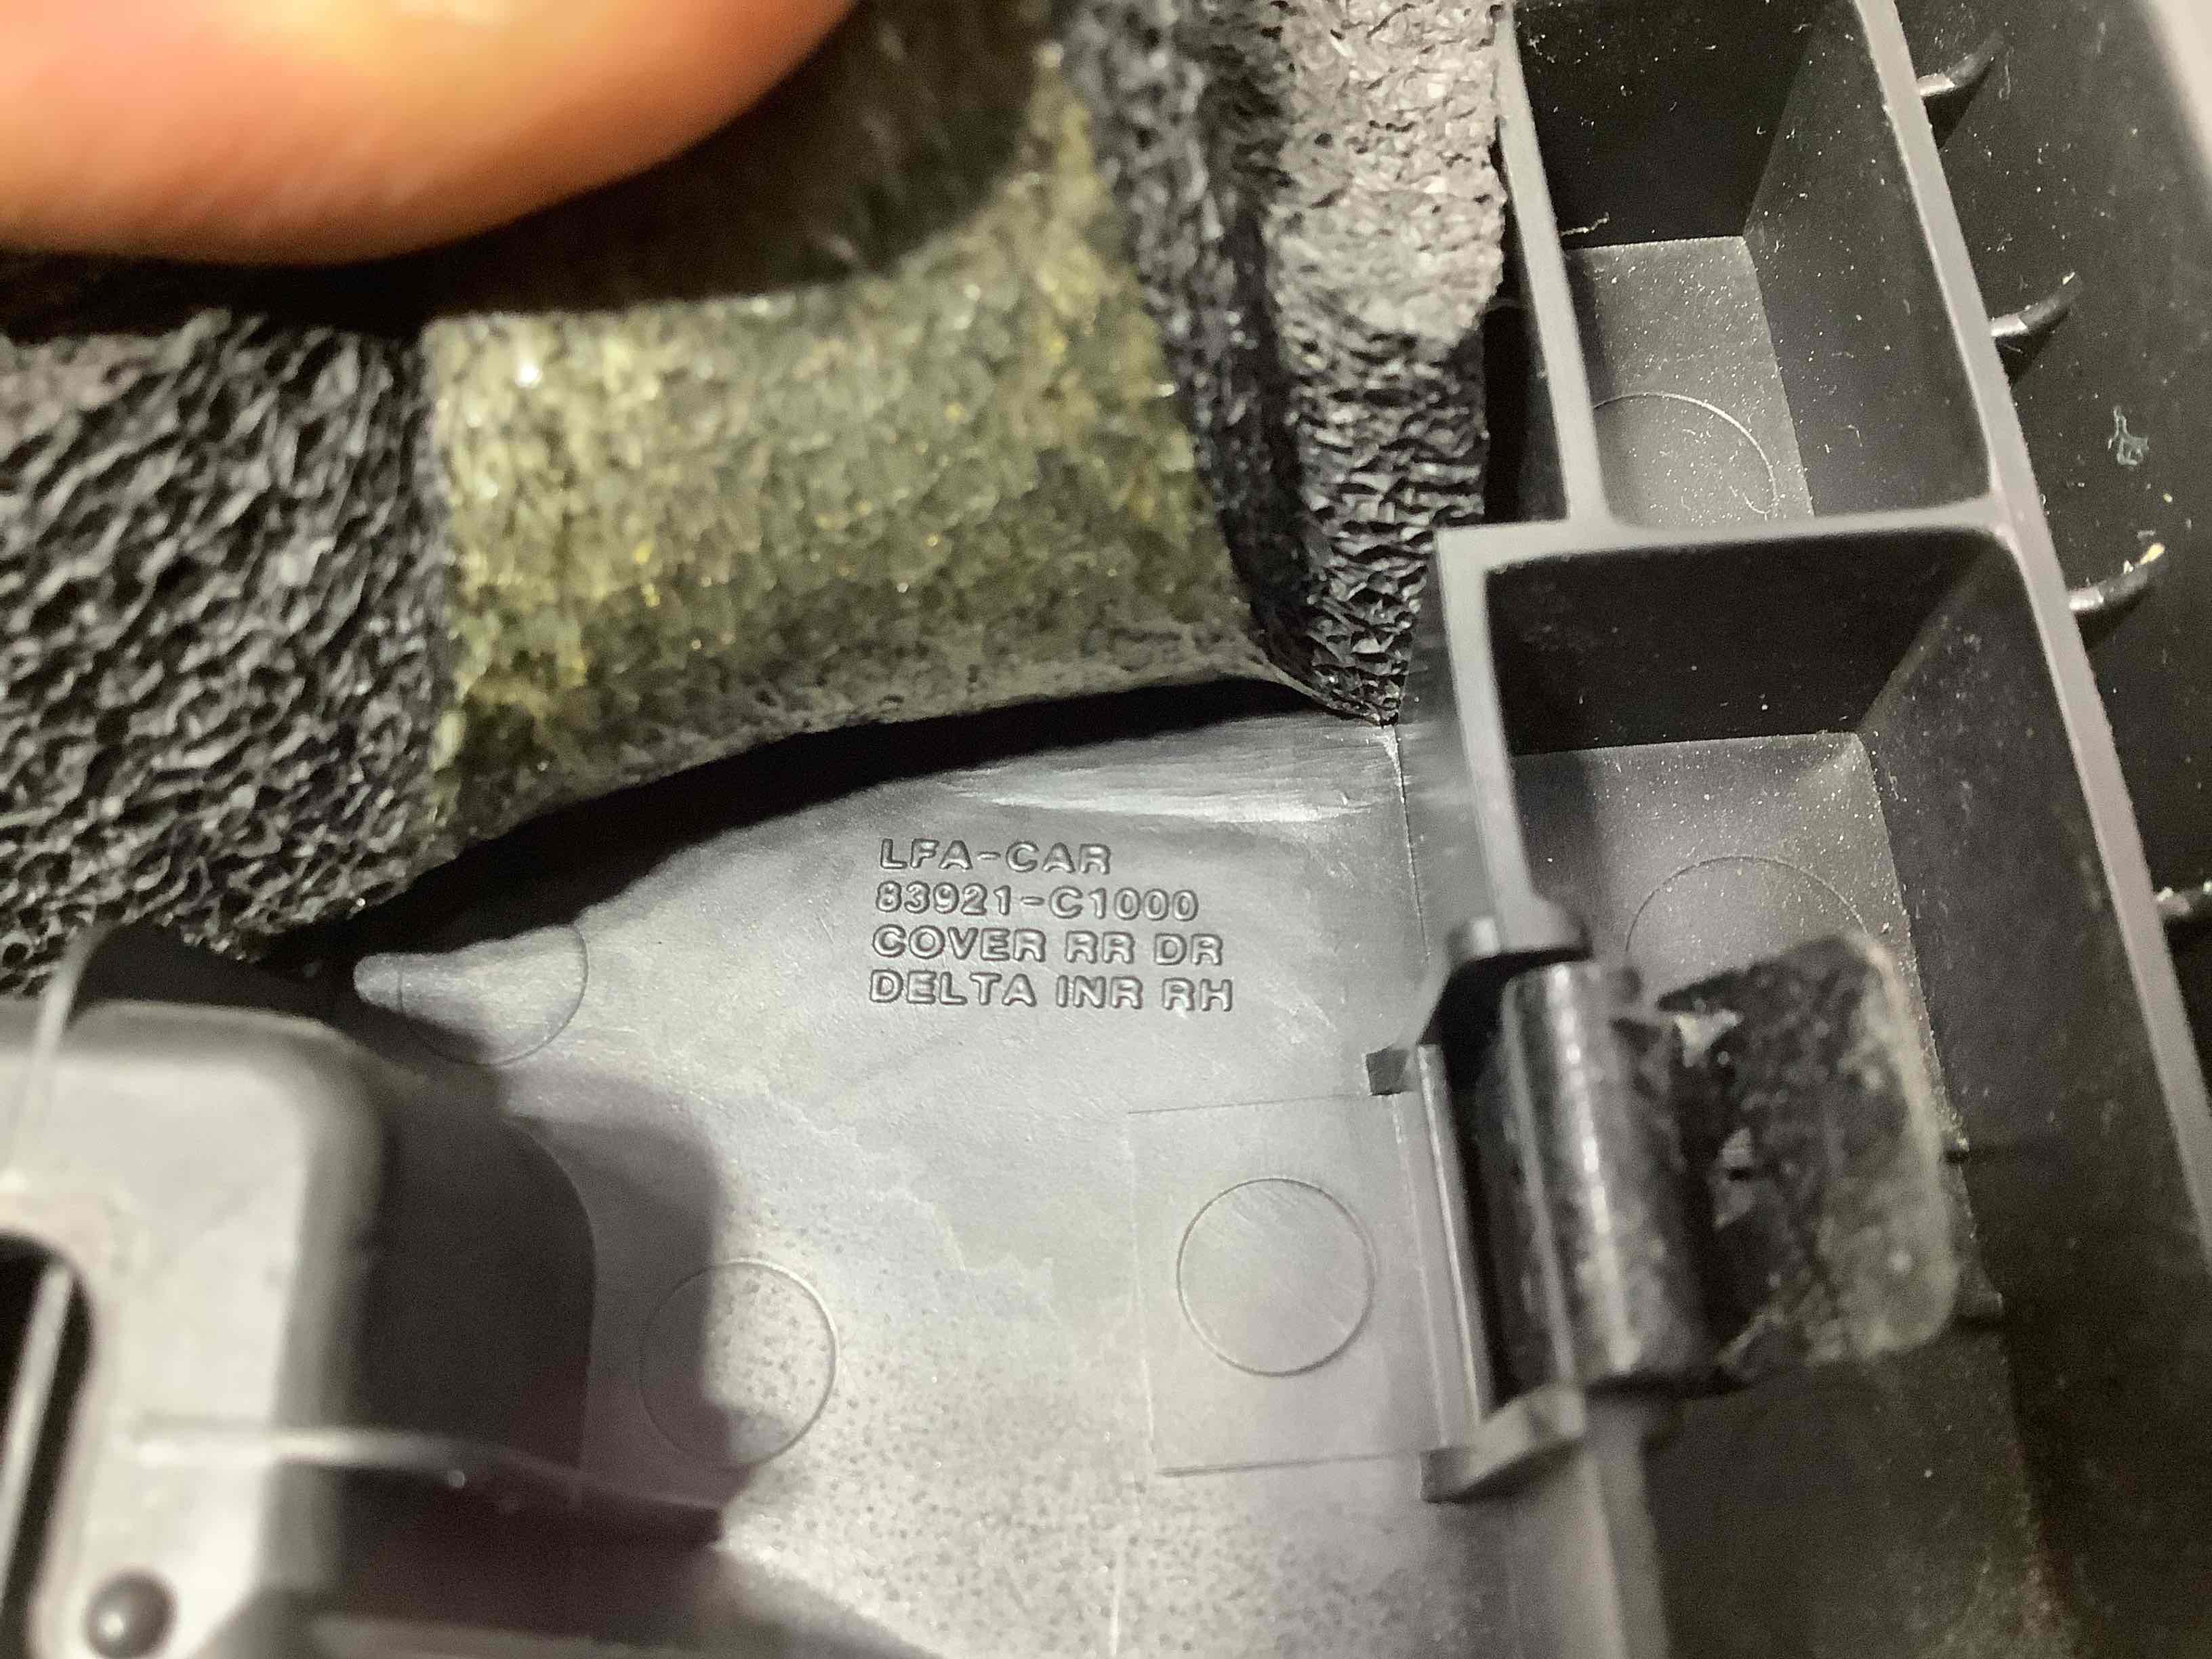 LFA-CAR
83921-C1000
COVER RR DR
DELTA INR RH